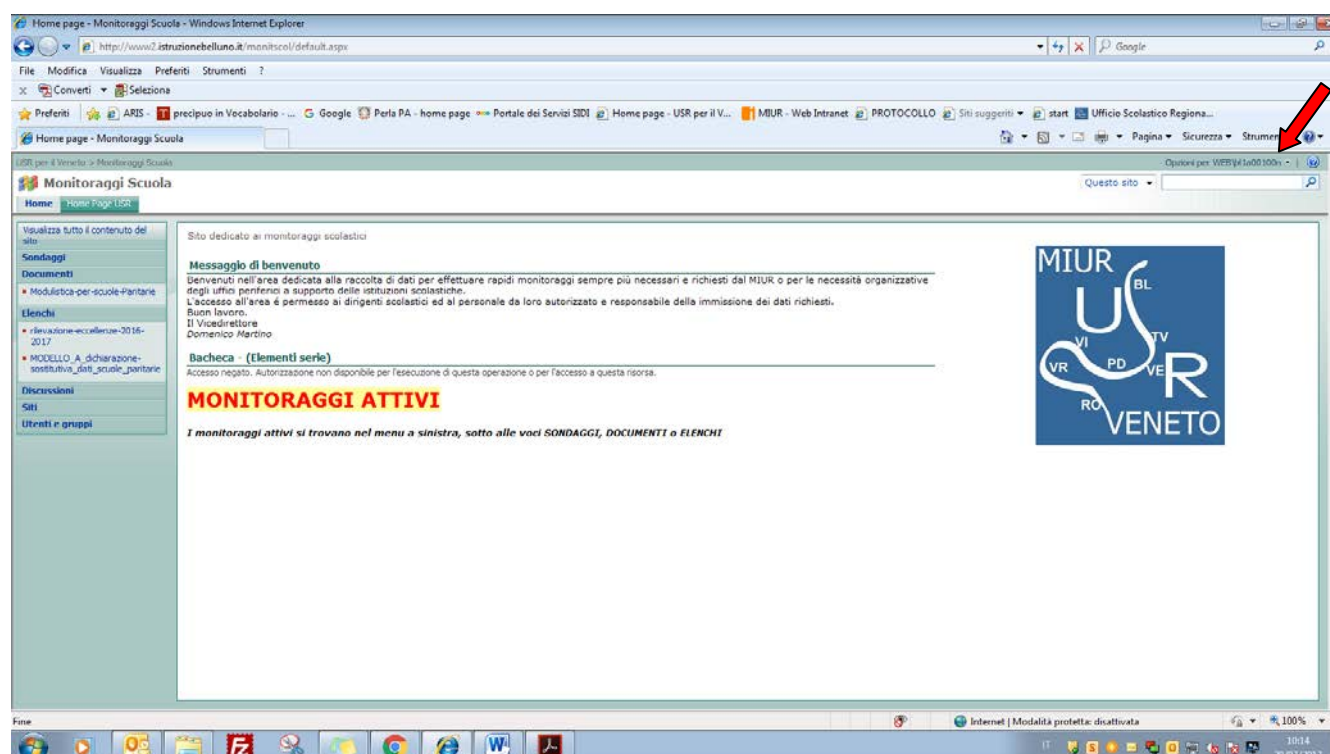 Home page - Monitoraggi Scuola - Windows Internet Explorer
http://www2.istruzionebelluno.it/monitscol/default.aspx
Google
File Modifica Visualizza Preferiti Strumenti ?
x Converti Seleziona
Preferiti ARIS - precipuo in Vocabolario - ... Google Perla PA - home page Portale dei Servizi SIDI Home page - USR per il V... MIUR - Web Intranet PROTOCOLLO Siti suggeriti start Ufficio Scolastico Regiona...
Home page - Monitoraggi Scuola
Pagina Sicurezza
USR per il Veneto > Monitoraggi Scuola
Opzioni per
Monitoraggi Scuola
Questo sito
Home Home Page USR
Visualizza tutto il contenuto del sito
Sondaggi
Documenti
Modulistica-per-scuole-Paritarie
Elenchi
rilevazione-eccellenze-2016-
2017
MODELLO_A_dichiarazione-
sostitutiva_dati_scuole_paritarie
Discussioni
Siti
Utenti e gruppi
Sito dedicato ai monitoraggi scolastici
Messaggio di benvenuto
Benvenuti nell'area dedicata alla raccolta di dati per effettuare rapidi monitoraggi sempre più necessari e richiesti dal MIUR o per le necessità organizzative
degli uffici periferici a supporto delle istituzioni scolastiche.
L'accesso all'area é permesso ai dirigenti scolastici ed al personale da loro autorizzato e responsabile della immissione dei dati richiesti.
Buon lavoro.
Il Vicedirettore
Domenico Martino
Bacheca - (Elementi serie)
Accesso negato. Autorizzazione non disponibile per l'esecuzione di questa operazione o per l'accesso a questa risorsa.
MONITORAGGI ATTIVI
I monitoraggi attivi si trovano nel menu a sinistra, sotto alle voci SONDAGGI, DOCUMENTI o ELENCHI
MIUR
BL
U
S
VI
TV
VR
PD
VE
R
RO
VENETO
Fine
Internet | Modalità protetta: disattivata
100%
IT
10:14